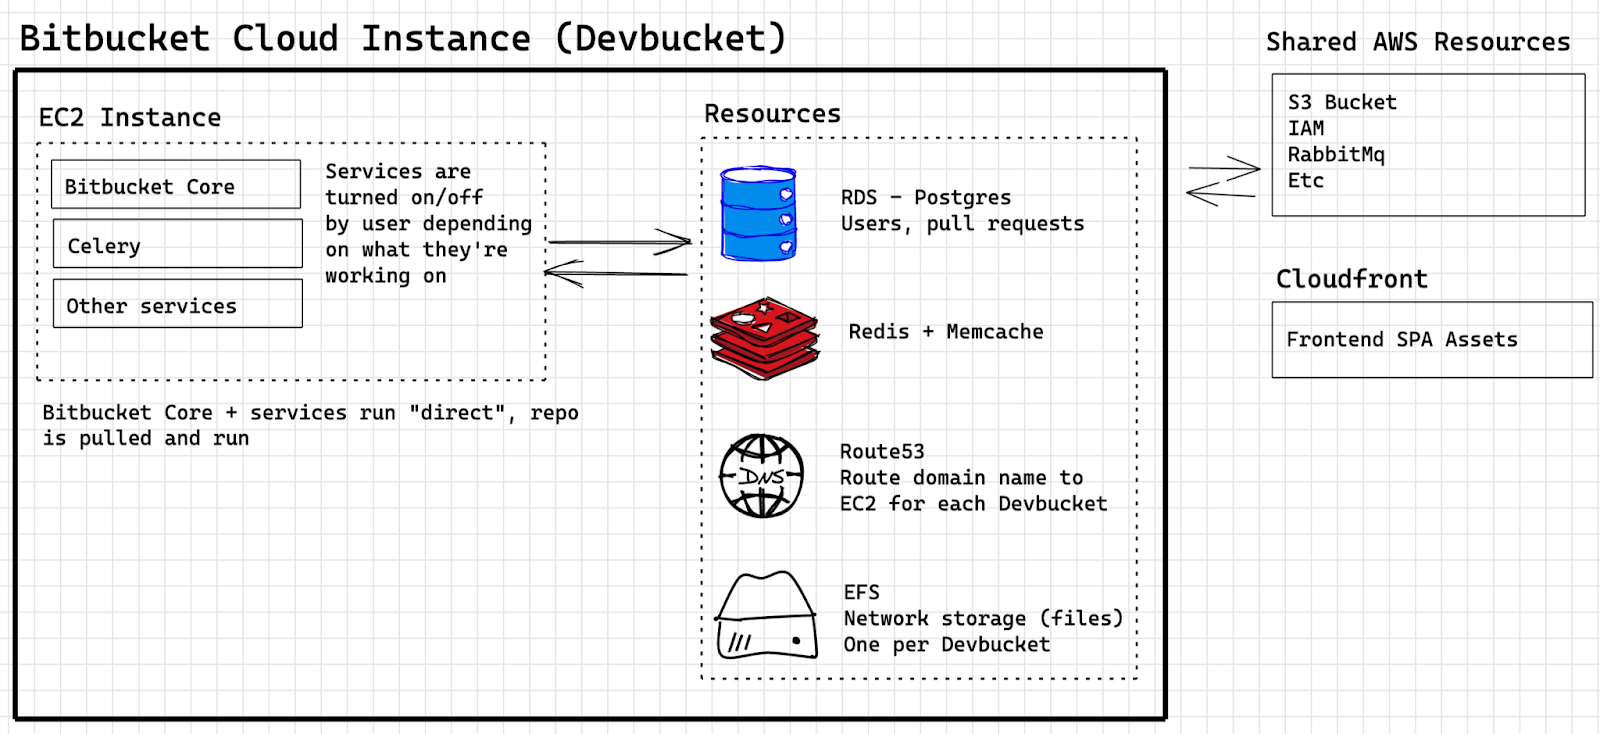 Bitbucket Cloud Instance (Devbucket)
EC2 Instance
Bitbucket Core
Celery
Other services
Services are
turned on/off
by user depending
on what they're
working on
Bitbucket Core + services run "direct", repo
is pulled and run
Resources
RDS - Postgres
Users, pull requests
Redis + Memcache
DNS
Route53
Route domain name to
EC2 for each Devbucket
EFS
Network storage (files)
One per Devbucket
Shared AWS Resources
S3 Bucket
IAM
RabbitMq
Etc
Cloudfront
Frontend SPA Assets